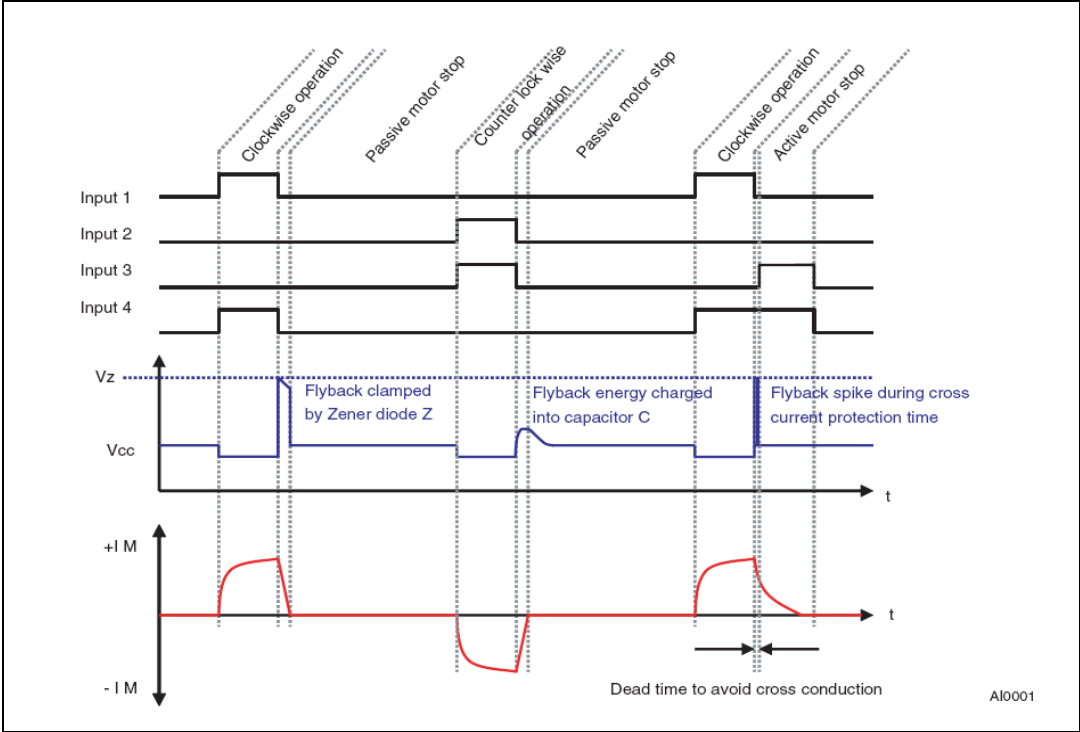 Clockwise operation
Passive motor stop
Counter lock wise
operation
Passive motor stop
Clockwise operation
Active motor stop
Input 1
Input 2
Input 3
Input 4
Vz
Flyback clamped
by Zener diode Z
Flyback energy charged
into capacitor C
Flyback spike during cross
current protection time
Vcc
t
+I M
t
- I M
Dead time to avoid cross conduction
AI0001